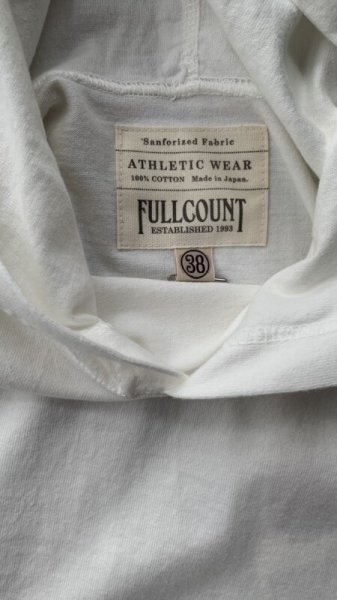 'Sanforized Fabric
ATHLETIC WEAR
100% COTTON Made in Japan.
FULLCOUNT
ESTABLISHED 1993
38